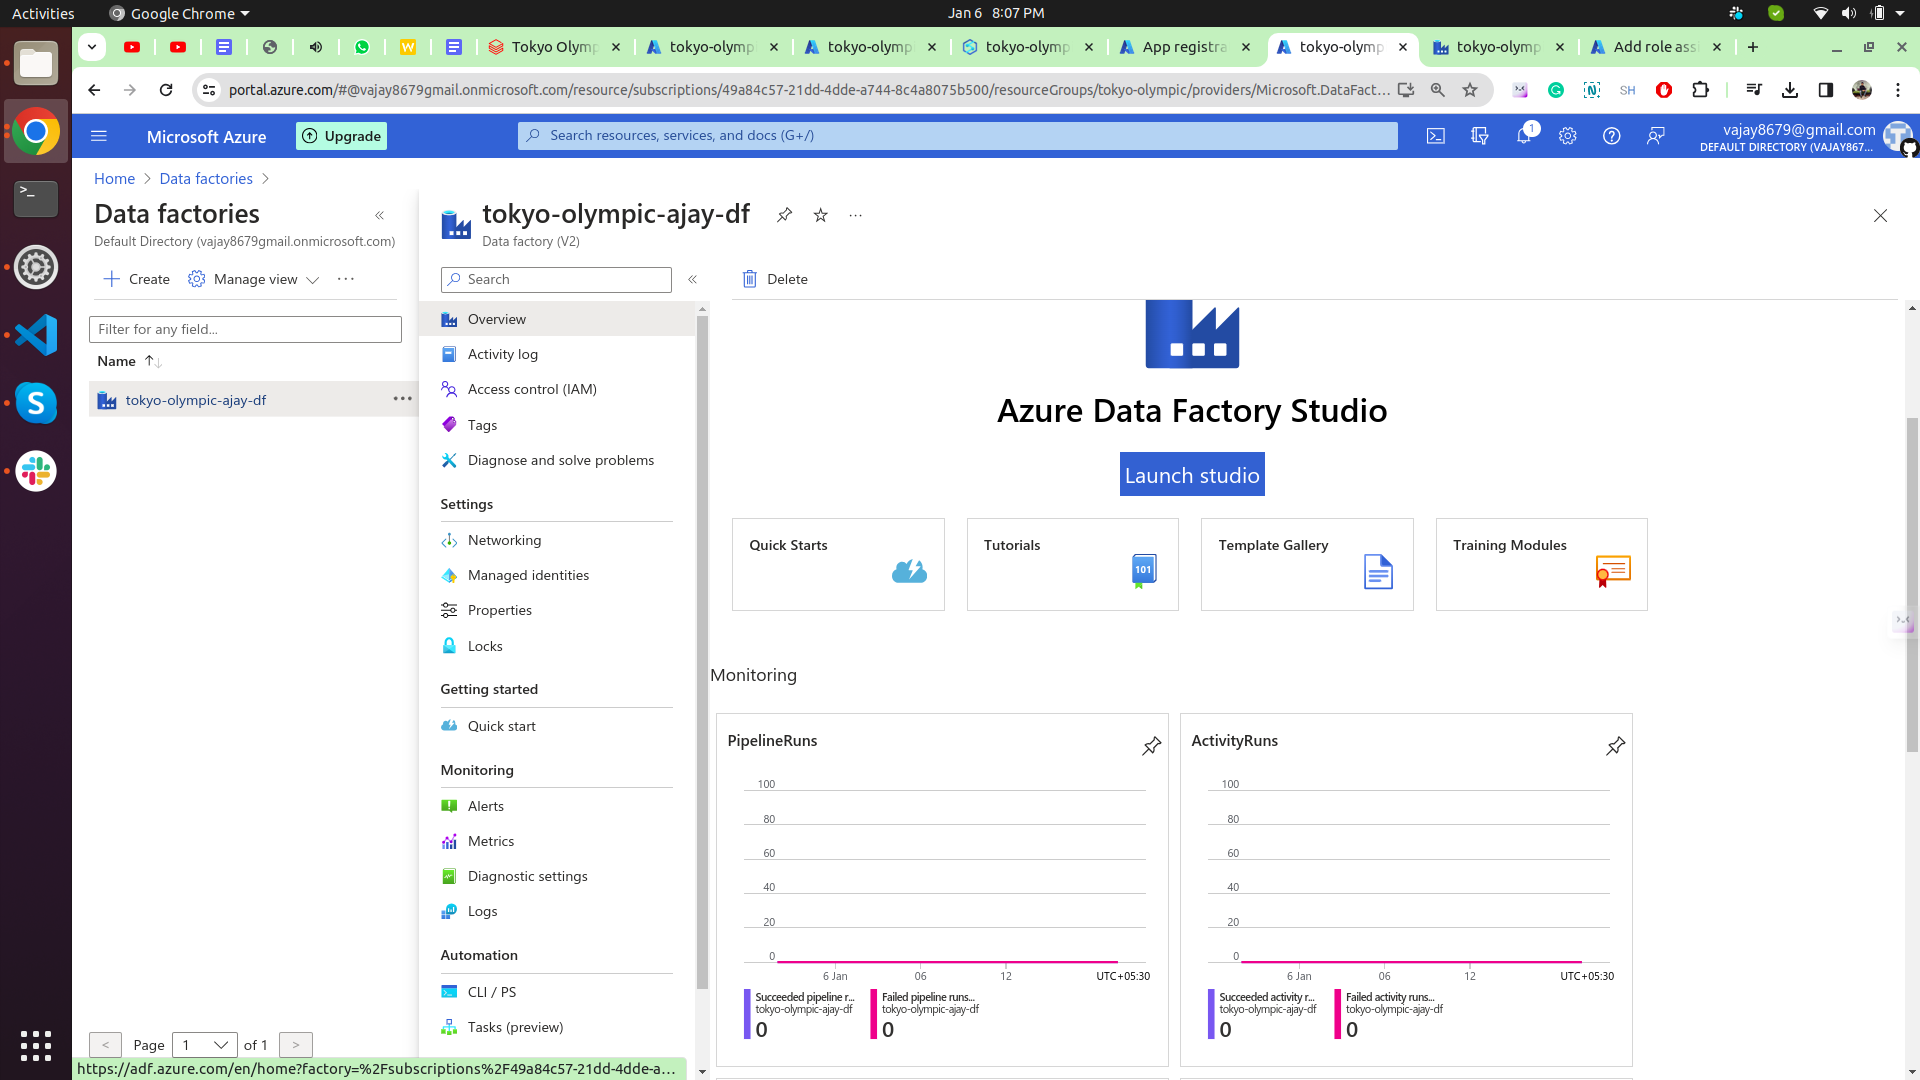 Activities
Google Chrome
Jan 6 8:07 PM
Tokyo Olymp
tokyo-olymp
tokyo-olymp
tokyo-olymp
App registra
tokyo-olymp
tokyo-olymp
Add role ass
portal.azure.com/#@vajay8679gmail.onmicrosoft.com/resource/subscriptions/49a84c57-21dd-4dde-a744-8c4a8075b500/resourceGroups/tokyo-olympic/providers/Microsoft.DataFact...
SH
Microsoft Azure
Upgrade
Search resources, services, and docs (G+/)
1
vajay8679@gmail.com
DEFAULT DIRECTORY (VAJAY867...
Home
Data factories
Data factories
Default Directory (vajay8679gmail.onmicrosoft.com)
Create
Manage view
Filter for any field...
Name
tokyo-olympic-ajay-df
< Page 1 of 1 >
tokyo-olympic-ajay-df
Data factory (V2)
Search
Overview
Activity log
Access control (IAM)
Tags
Diagnose and solve problems
Settings
Networking
Managed identities
Properties
Locks
Getting started
Quick start
Monitoring
Alerts
Metrics
Diagnostic settings
Logs
Automation
CLI / PS
Tasks (preview)
Delete
Azure Data Factory Studio
Launch studio
Quick Starts
Tutorials
101
Template Gallery
Training Modules
Monitoring
PipelineRuns
100
80
60
40
20
0
6 Jan
06
12
UTC+05:30
Succeeded pipeline r...
tokyo-olympic-ajay-df
0
Failed pipeline runs...
tokyo-olympic-ajay-df
0
ActivityRuns
100
80
60
40
20
0
6 Jan
06
12
UTC+05:30
Succeeded activity r...
tokyo-olympic-ajay-df
0
Failed activity runs...
tokyo-olympic-ajay-df
0
https://adf.azure.com/en/home?factory=%2Fsubscriptions%2F49a84c57-21dd-4dde-a...